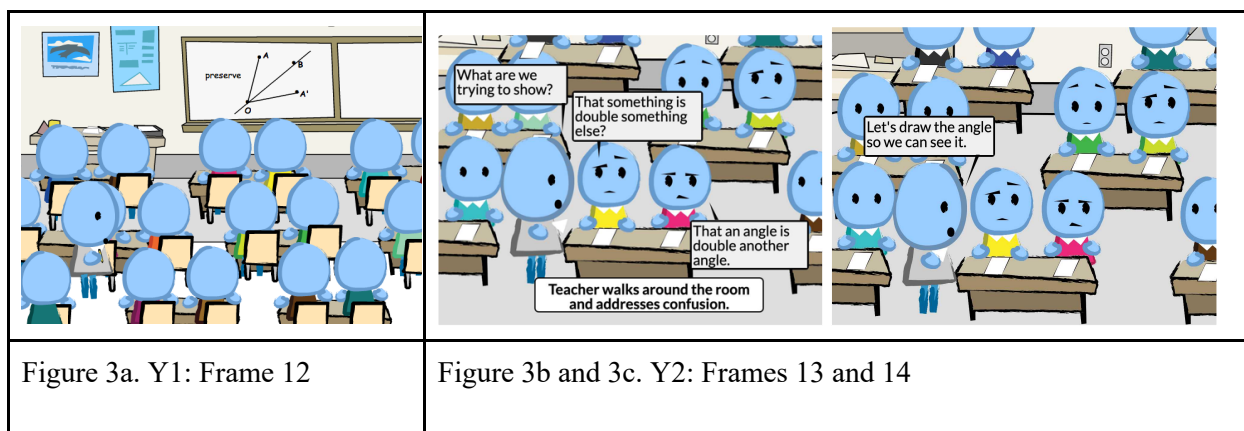 preserve
A
B
A'
O
What are we
trying to show?
That something is
double something
else?
That an angle is
double another
angle.
Teacher walks around the room
and addresses confusion.
Let's draw the angle
so we can see it.
Figure 3a. Y1: Frame 12
Figure 3b and 3c. Y2: Frames 13 and 14